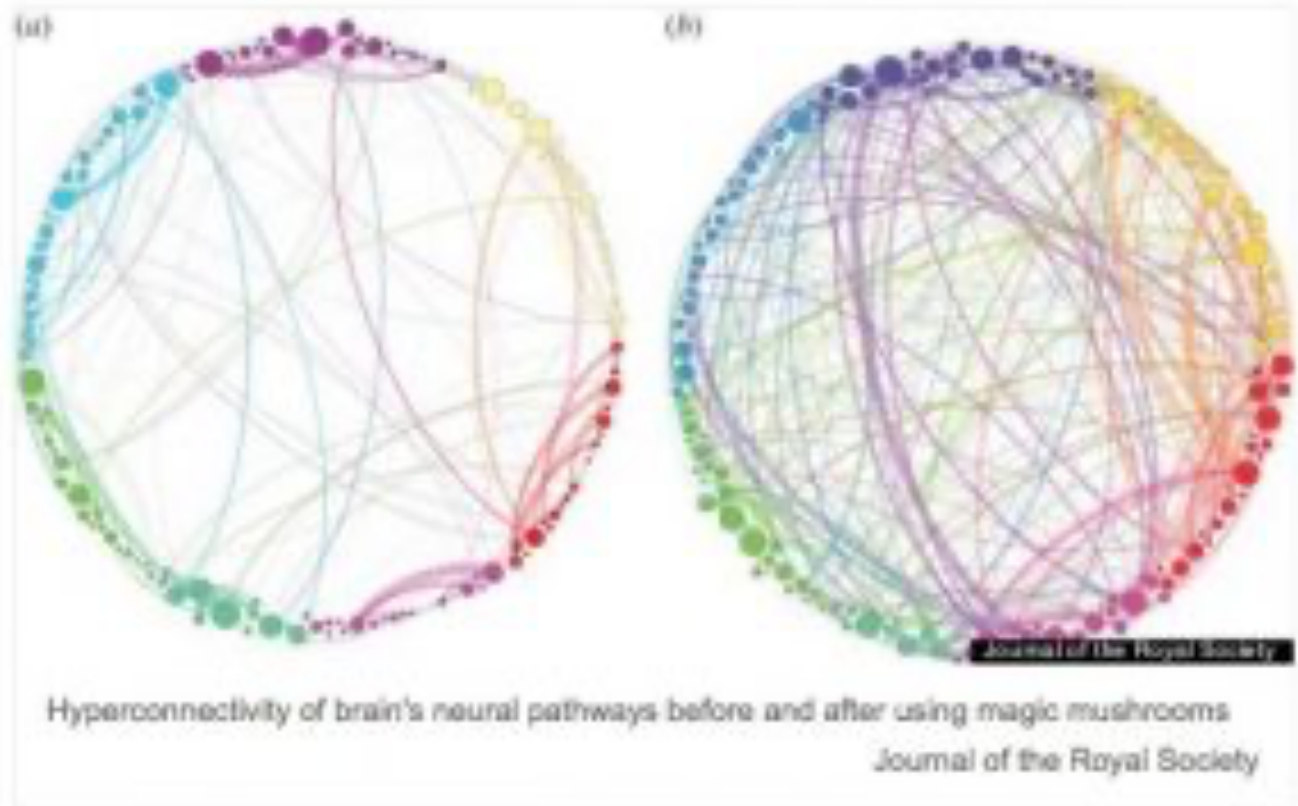 (a) (b)
Journal of the Royal Society
Hyperconnectivity of brain's neural pathways before and after using magic mushrooms
Journal of the Royal Society